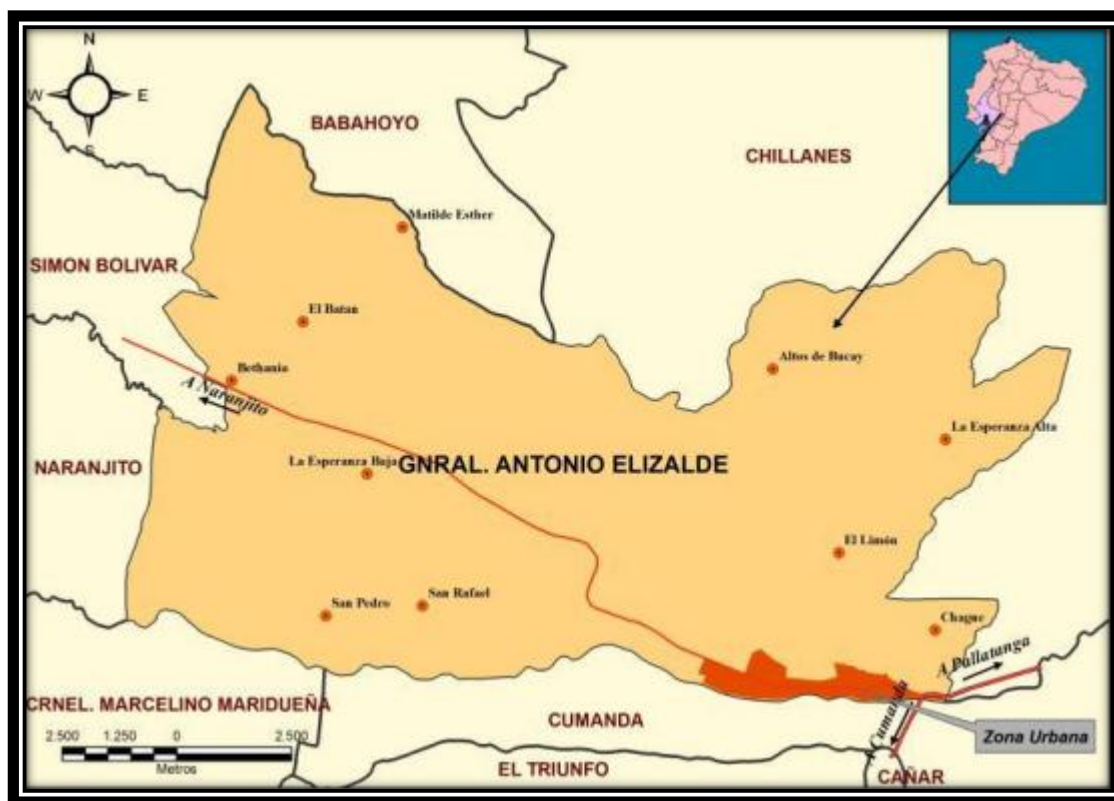 N
W
E
S
BABAHOYO
CHILLANES
Matilde Esther
SIMON BOLIVAR
El Batan
Altos de Bucay
Bethania
A Naranjito
La Esperanza Alta
La Esperanza Baja
GNRAL. ANTONIO ELIZALDE
NARANJITO
El Limón
San Pedro
San Rafael
Chague
A Pallatanga
CRNEL. MARCELINO MARIDUEÑA
CUMANDA
A Cumanda
Zona Urbana
2.500 1.250 0 2.500
Metros
EL TRIUNFO
CAÑAR